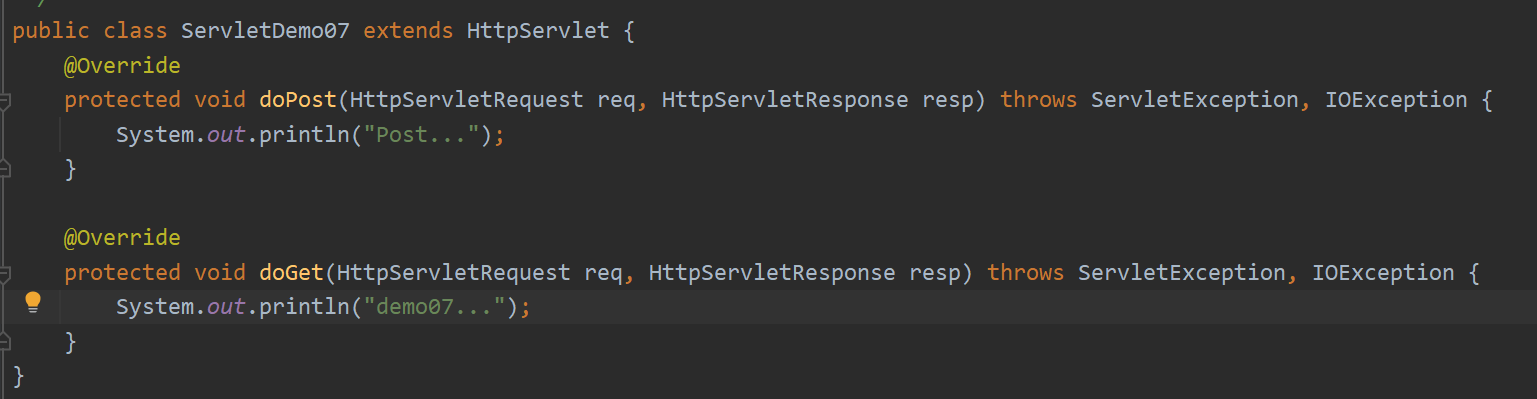 */
public class ServletDemo07 extends HttpServlet {
    @Override
    protected void doPost(HttpServletRequest req, HttpServletResponse resp) throws ServletException, IOException {
        System.out.println("Post...");
    }

    @Override
    protected void doGet(HttpServletRequest req, HttpServletResponse resp) throws ServletException, IOException {
        System.out.println("demo07...");
    }
}